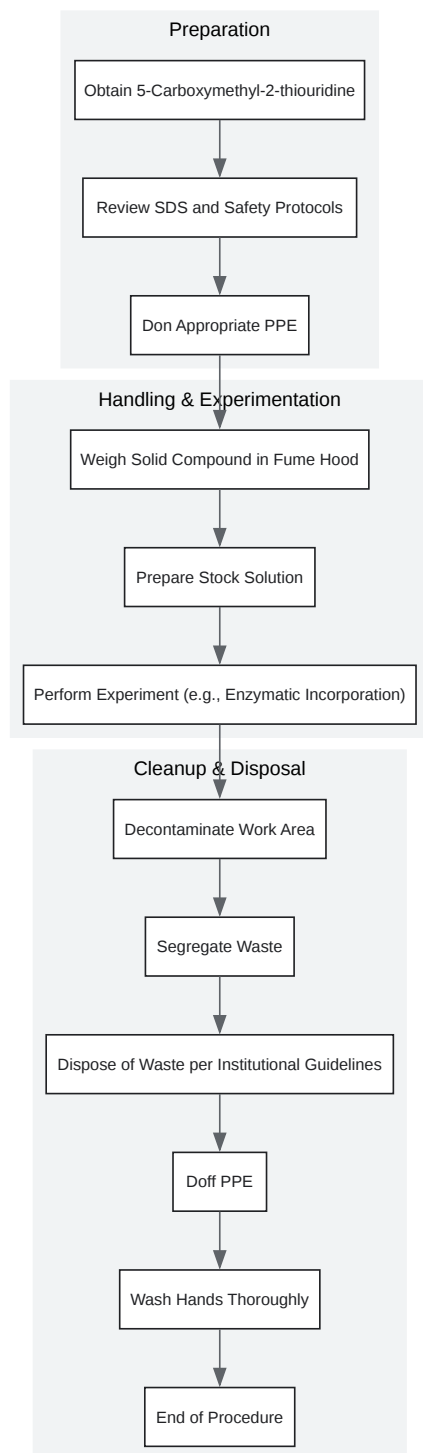 Preparation
Obtain 5-Carboxymethyl-2-thiouridine
Review SDS and Safety Protocols
Don Appropriate PPE
Handling & Experimentation
Weigh Solid Compound in Fume Hood
Prepare Stock Solution
Perform Experiment (e.g., Enzymatic Incorporation)
Cleanup & Disposal
Decontaminate Work Area
Segregate Waste
Dispose of Waste per Institutional Guidelines
Doff PPE
Wash Hands Thoroughly
End of Procedure